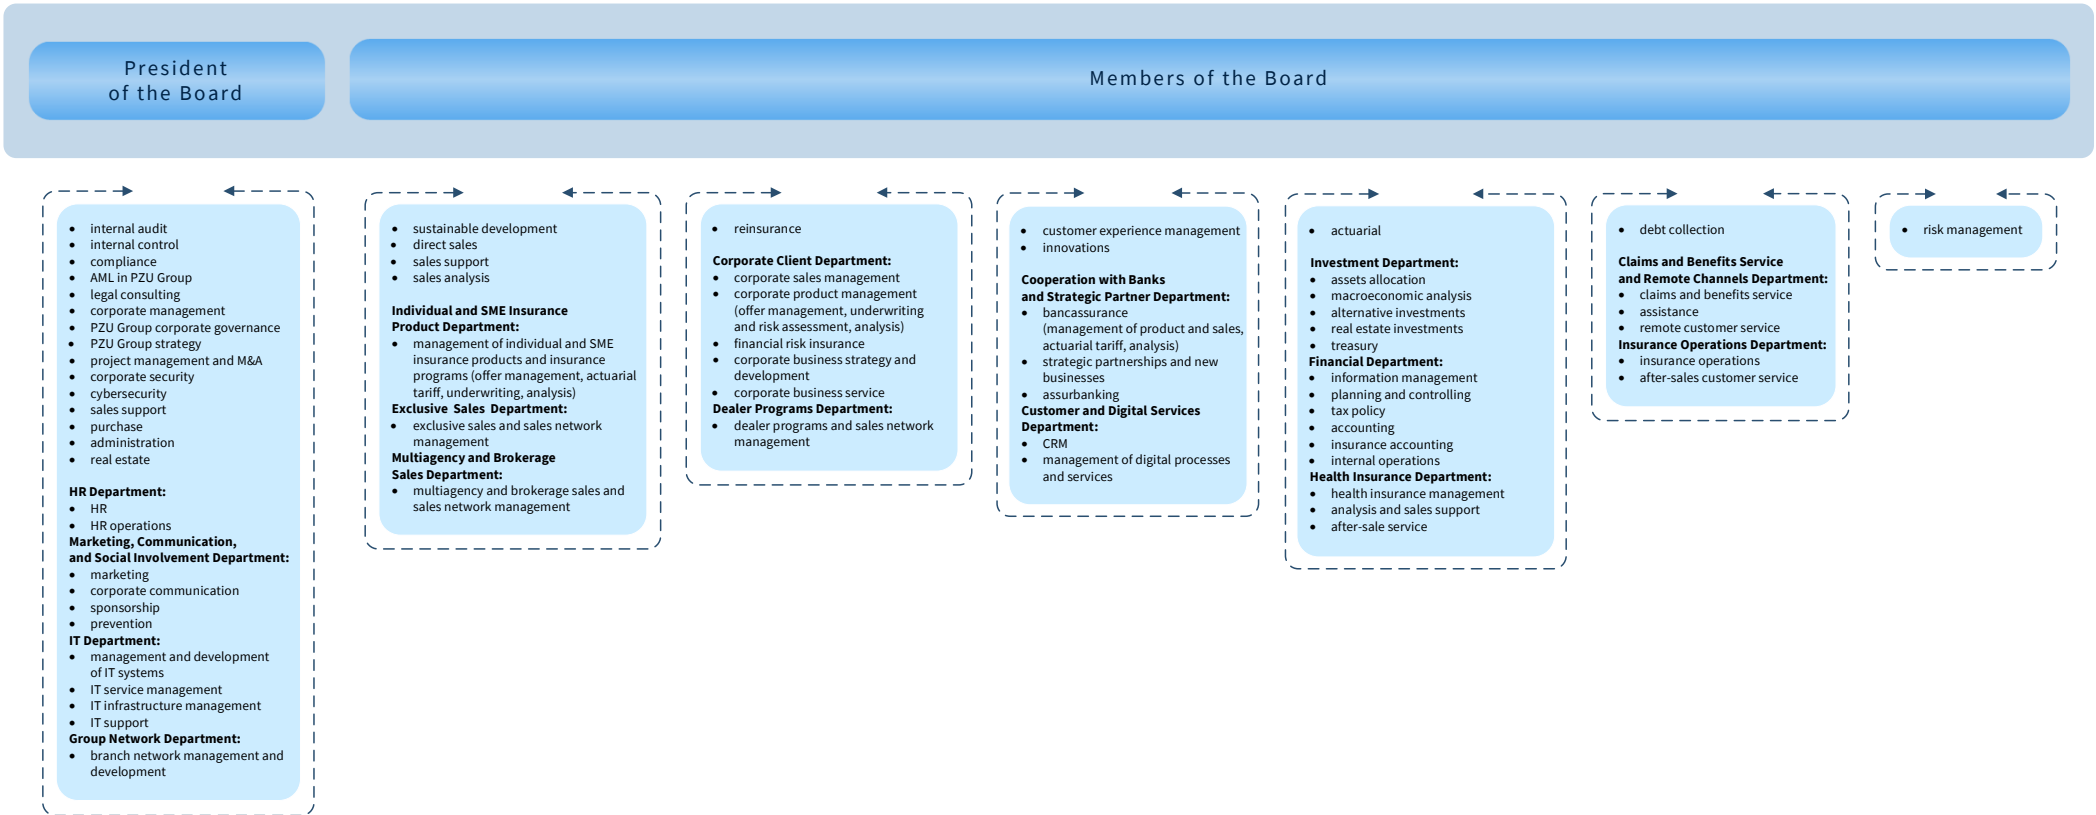 President
of the Board
Members of the Board
• internal audit
• internal control
• compliance
• AML in PZU Group
• legal consulting
• corporate management
• PZU Group corporate governance
• PZU Group strategy
• project management and M&A
• corporate security
• cybersecurity
• sales support
• purchase
• administration
• real estate
HR Department:
• HR
• HR operations
Marketing, Communication,
and Social Involvement Department:
• marketing
• corporate communication
• sponsorship
• prevention
IT Department:
• management and development
of IT systems
• IT service management
• IT infrastructure management
• IT support
Group Network Department:
• branch network management and
development
• sustainable development
• direct sales
• sales support
• sales analysis
Individual and SME Insurance
Product Department:
• management of individual and SME
insurance products and insurance
programs (offer management, actuarial
tariff, underwriting, analysis)
Exclusive Sales Department:
• exclusive sales and sales network
management
Multiagency and Brokerage
Sales Department:
• multiagency and brokerage sales and
sales network management
• reinsurance
Corporate Client Department:
• corporate sales management
• corporate product management
(offer management, underwriting
and risk assessment, analysis)
• financial risk insurance
• corporate business strategy and
development
• corporate business service
Dealer Programs Department:
• dealer programs and sales network
management
• customer experience management
• innovations
Cooperation with Banks
and Strategic Partner Department:
• bancassurance
(management of product and sales,
actuarial tariff, analysis)
• strategic partnerships and new
businesses
• assurbanking
Customer and Digital Services
Department:
• CRM
• management of digital processes
and services
• actuarial
Investment Department:
• assets allocation
• macroeconomic analysis
• alternative investments
• real estate investments
• treasury
Financial Department:
• information management
• planning and controlling
• tax policy
• accounting
• insurance accounting
• internal operations
Health Insurance Department:
• health insurance management
• analysis and sales support
• after-sale service
• debt collection
Claims and Benefits Service
and Remote Channels Department:
• claims and benefits service
• assistance
• remote customer service
Insurance Operations Department:
• insurance operations
• after-sales customer service
• risk management